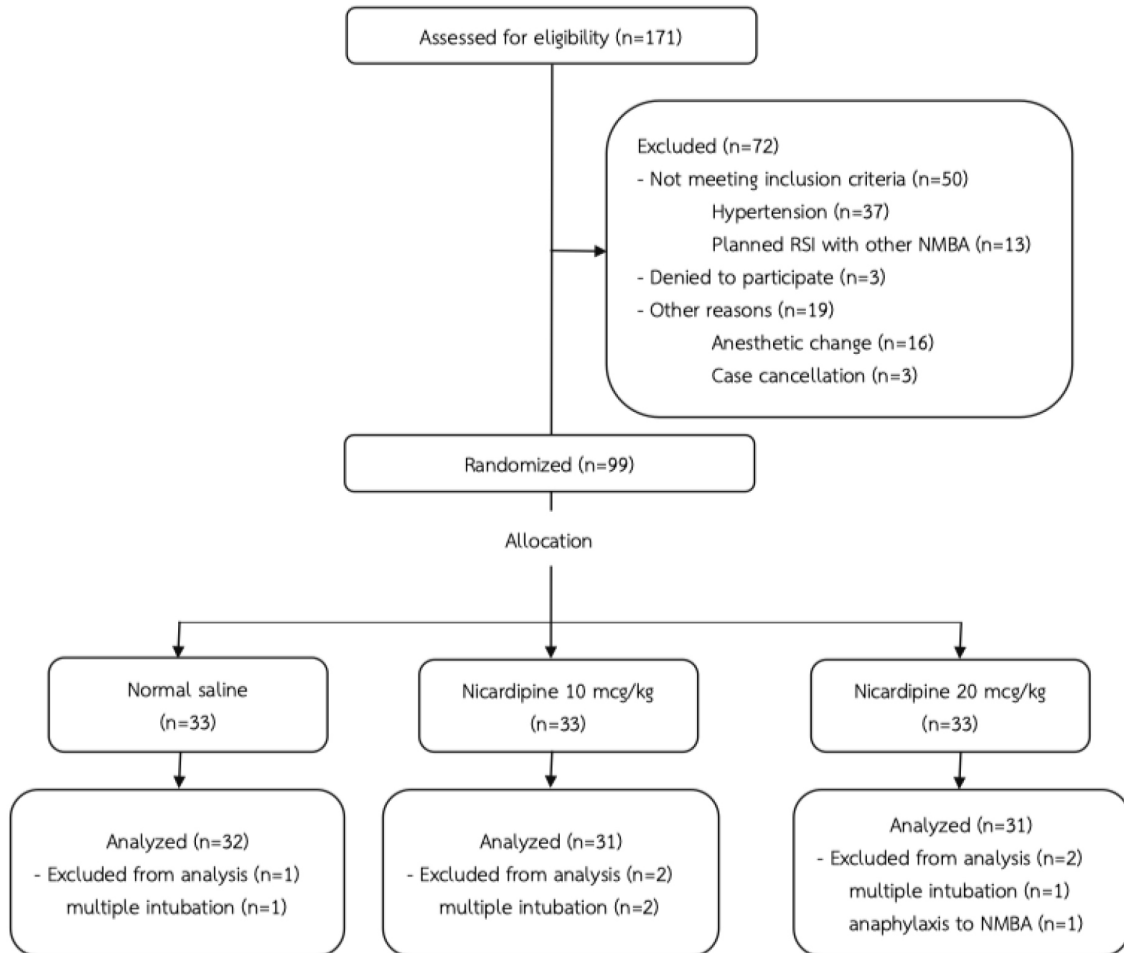 Assessed for eligibility (n=171)
Excluded (n=72)
- Not meeting inclusion criteria (n=50)
Hypertension (n=37)
Planned RSI with other NMBA (n=13)
- Denied to participate (n=3)
- Other reasons (n=19)
Anesthetic change (n=16)
Case cancellation (n=3)
Randomized (n=99)
Allocation
Normal saline
(n=33)
Nicardipine 10 mcg/kg
(n=33)
Nicardipine 20 mcg/kg
(n=33)
Analyzed (n=32)
- Excluded from analysis (n=1)
multiple intubation (n=1)
Analyzed (n=31)
- Excluded from analysis (n=2)
multiple intubation (n=2)
Analyzed (n=31)
- Excluded from analysis (n=2)
multiple intubation (n=1)
anaphylaxis to NMBA (n=1)